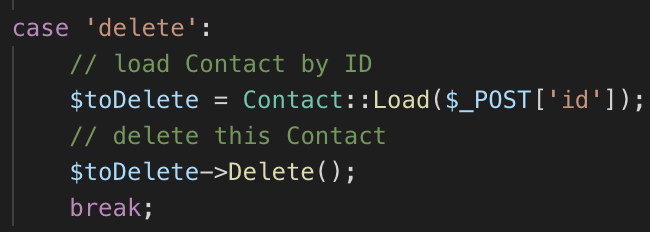 case 'delete':
// load Contact by ID
$toDelete = Contact::Load($_POST['id']);
// delete this Contact
$toDelete->Delete();
break;